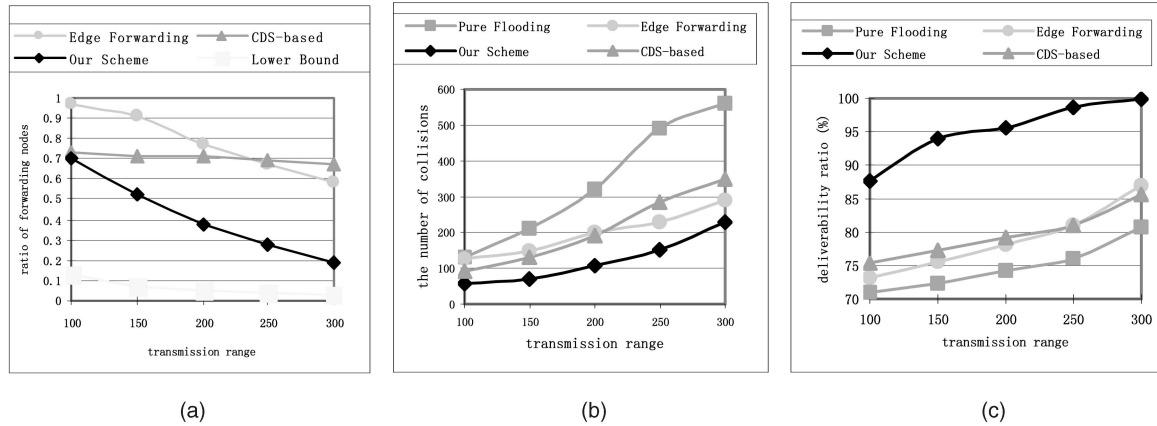 Edge Forwarding CDS-based
Our Scheme Lower Bound
ratio of forwarding nodes
1
0.9
0.8
0.7
0.6
0.5
0.4
0.3
0.2
0.1
0
100 150 200 250 300
transmission range
(a)
Pure Flooding Edge Forwarding
Our Scheme CDS-based
the number of collisions
600
500
400
300
200
100
0
100 150 200 250 300
transmission range
(b)
Pure Flooding Edge Forwarding
Our Scheme CDS-based
deliverability ratio (%)
100
95
90
85
80
75
70
100 150 200 250 300
transmission range
(c)